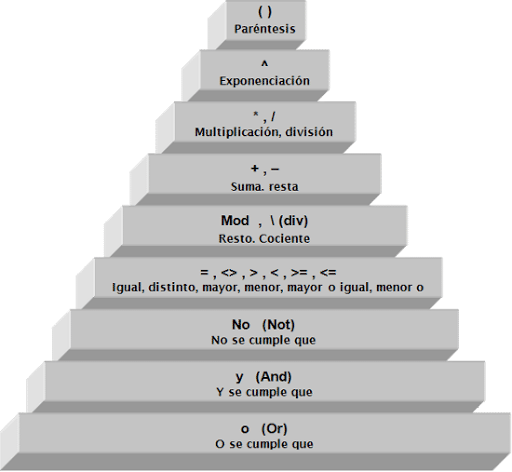 ( )
Paréntesis
^
Exponenciación
* , /
Multiplicación, división
+ , –
Suma. resta
Mod , \ (div)
Resto. Cociente
= , <> , > , < , >= , <=
Igual, distinto, mayor, menor, mayor o igual, menor o
No (Not)
No se cumple que
y (And)
Y se cumple que
o (Or)
O se cumple que